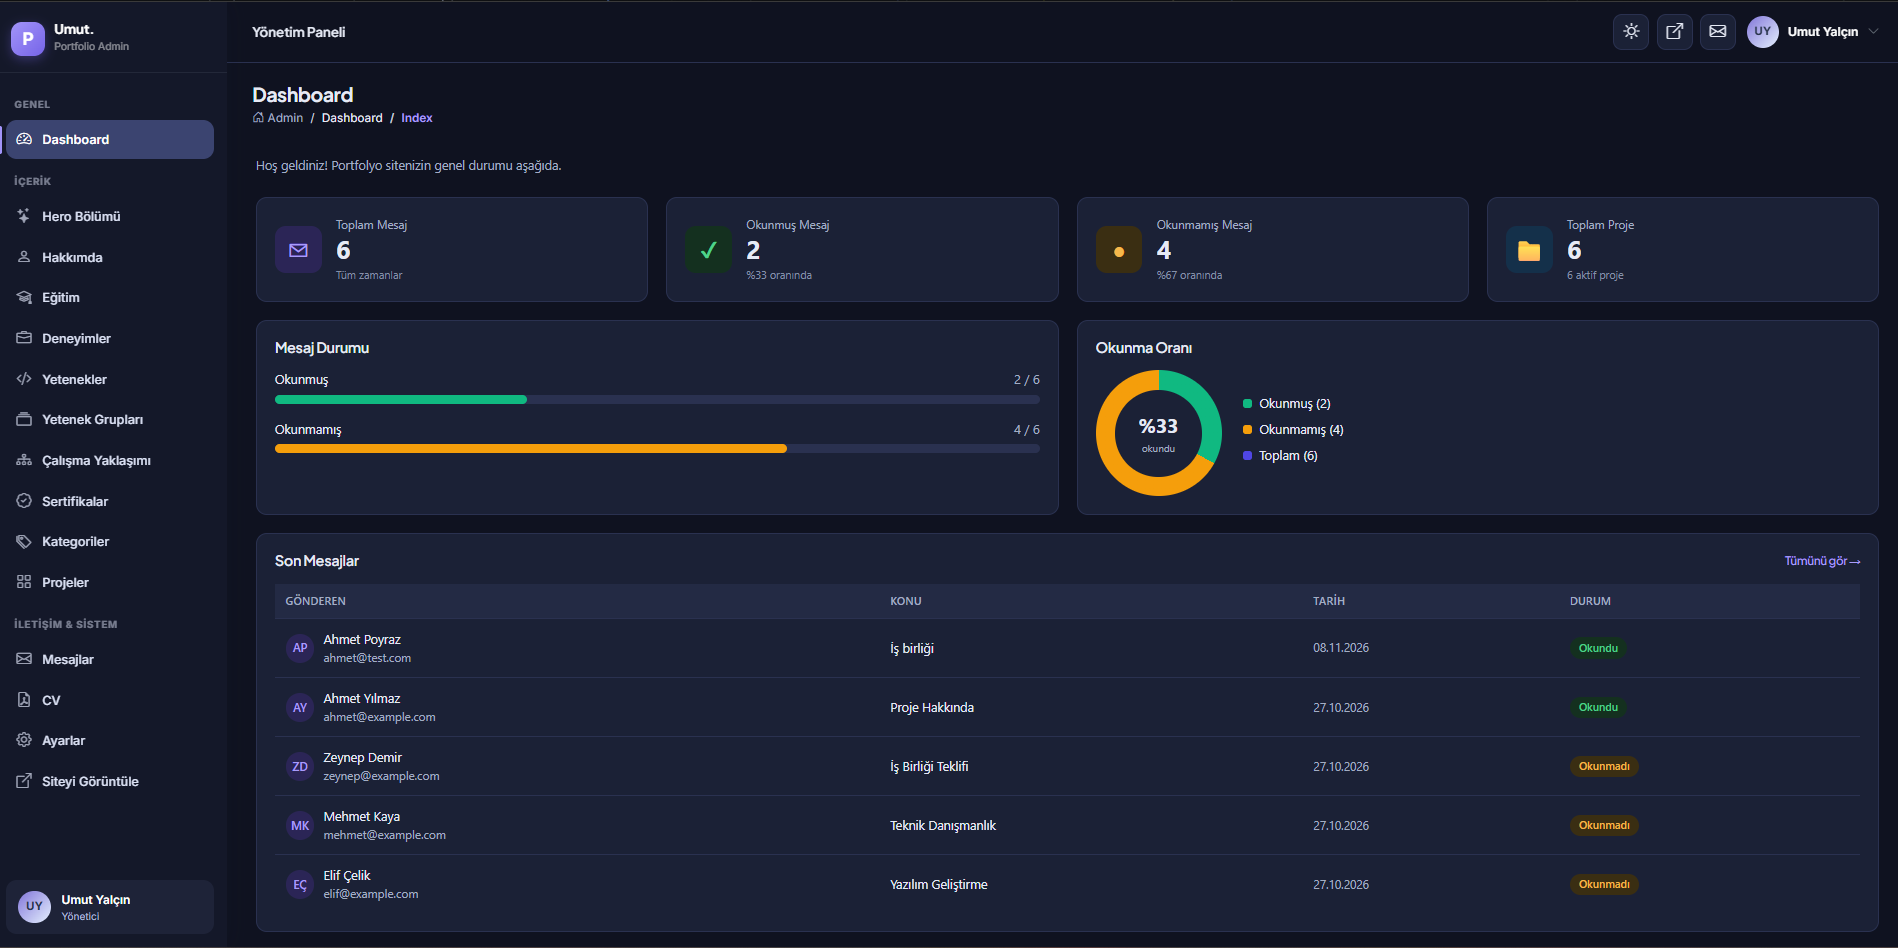 P
Umut.
Portfolio Admin
GENEL
Dashboard
İÇERİK
Hero Bölümü
Hakkımda
Eğitim
Deneyimler
Yetenekler
Yetenek Grupları
Çalışma Yaklaşımı
Sertifikalar
Kategoriler
Projeler
İLETİŞİM & SİSTEM
Mesajlar
CV
Ayarlar
Siteyi Görüntüle
UY
Umut Yalçın
Yönetici
Yönetim Paneli
UY Umut Yalçın
Dashboard
Admin / Dashboard / Index
Hoş geldiniz! Portfolyo sitenizin genel durumu aşağıda.
Toplam Mesaj
6
Tüm zamanlar
Okunmuş Mesaj
2
%33 oranında
Okunmamış Mesaj
4
%67 oranında
Toplam Proje
6
6 aktif proje
Mesaj Durumu
Okunmuş 2 / 6
Okunmamış 4 / 6
Okunma Oranı
%33
okundu
Okunmuş (2)
Okunmamış (4)
Toplam (6)
Son Mesajlar Tümünü gör→
GÖNDEREN KONU TARİH DURUM
AP Ahmet Poyraz
ahmet@test.com
İş birliği 08.11.2026 Okundu
AY Ahmet Yılmaz
ahmet@example.com
Proje Hakkında 27.10.2026 Okundu
ZD Zeynep Demir
zeynep@example.com
İş Birliği Teklifi 27.10.2026 Okunmadı
MK Mehmet Kaya
mehmet@example.com
Teknik Danışmanlık 27.10.2026 Okunmadı
EÇ Elif Çelik
elif@example.com
Yazılım Geliştirme 27.10.2026 Okunmadı